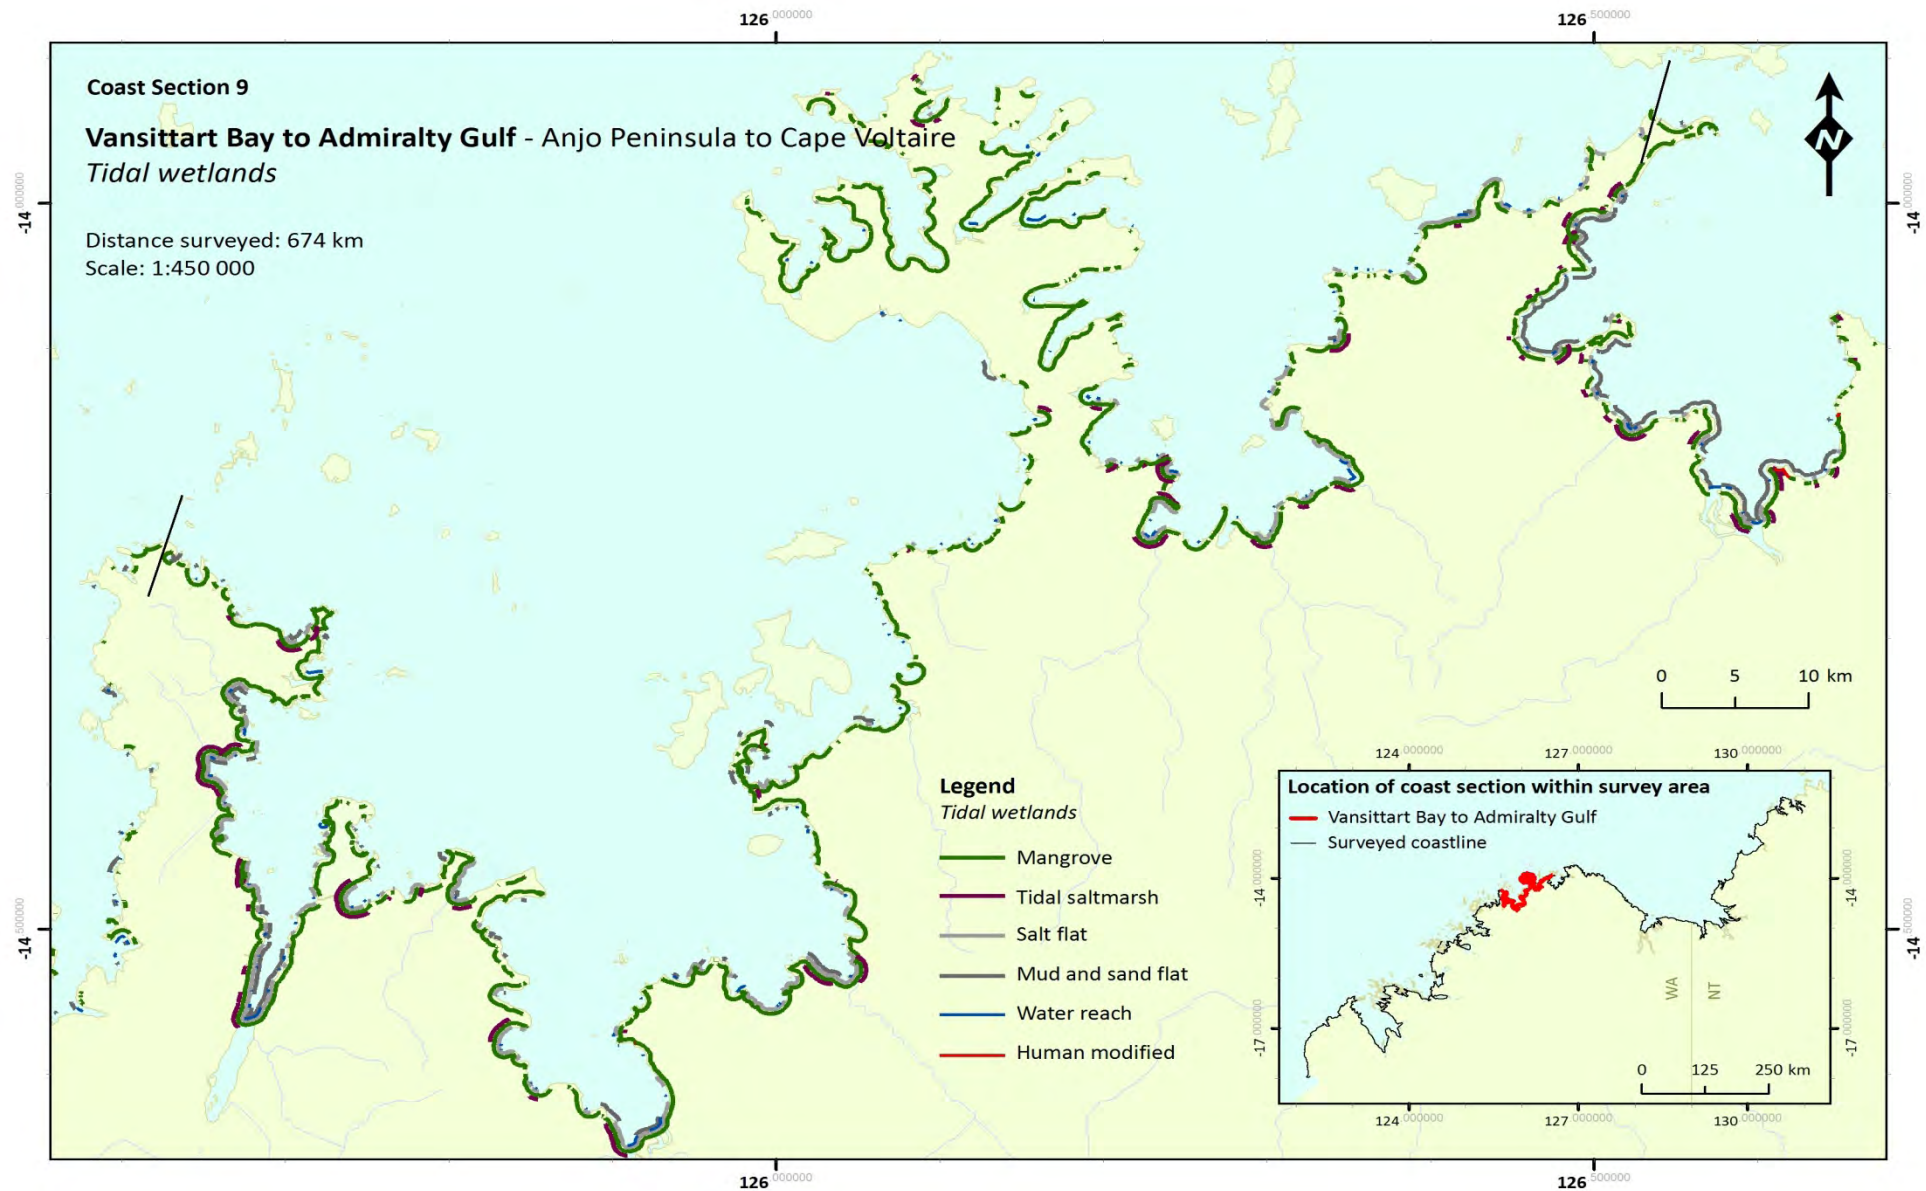 126.000000
126.500000
Coast Section 9
Vansittart Bay to Admiralty Gulf - Anjo Peninsula to Cape Voltaire
Tidal wetlands
Distance surveyed: 674 km
Scale: 1:450 000
N
-14.000000
-14.000000
0 5 10 km
Legend
Tidal wetlands
Mangrove
Tidal saltmarsh
Salt flat
Mud and sand flat
Water reach
Human modified
124.000000
127.000000
130.000000
Location of coast section within survey area
Vansittart Bay to Admiralty Gulf
Surveyed coastline
-14.000000
-14.000000
WA
NT
-17.000000
-17.000000
0 125 250 km
124.000000
127.000000
130.000000
-14.500000
-14.500000
126.000000
126.500000